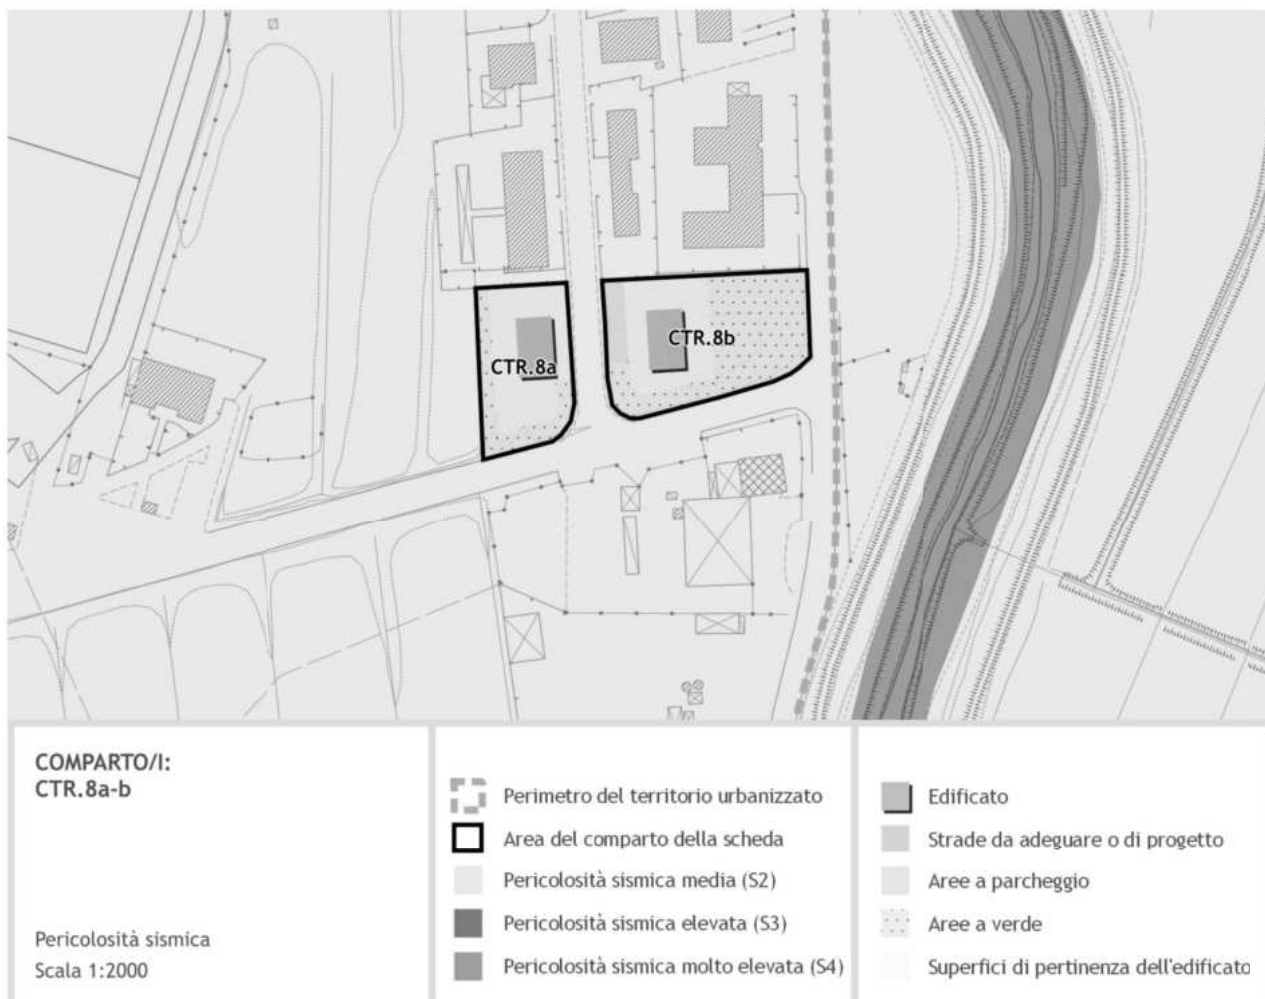 CTR.8a
CTR.8b
COMPARTO/I:
CTR.8a-b
Pericolosità sismica
Scala 1:2000
Perimetro del territorio urbanizzato
Area del comparto della scheda
Pericolosità sismica media (S2)
Pericolosità sismica elevata (S3)
Pericolosità sismica molto elevata (S4)
Edificato
Strade da adeguare o di progetto
Aree a parcheggio
Aree a verde
Superfici di pertinenza dell'edificato